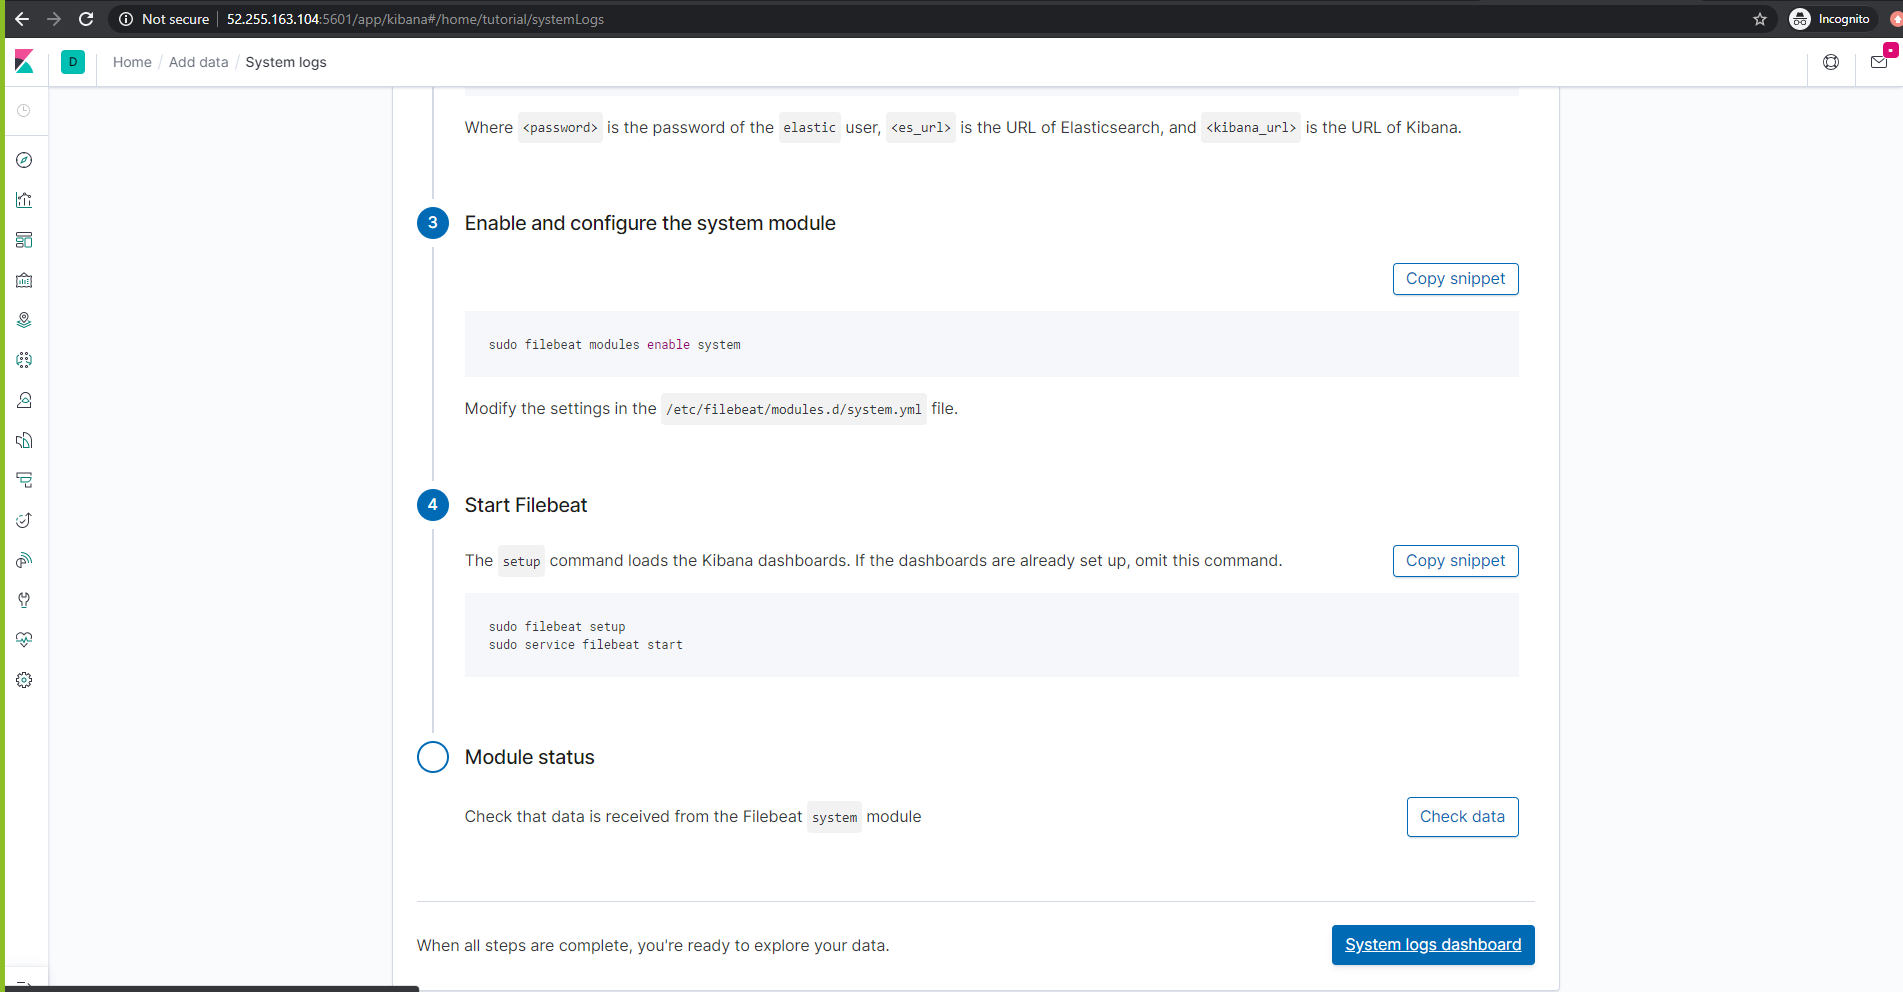 Not secure 52.255.163.104:5601/app/kibana#/home/tutorial/systemLogs Incognito
D Home / Add data / System logs
Where <password> is the password of the elastic user, <es_url> is the URL of Elasticsearch, and <kibana_url> is the URL of Kibana.
3 Enable and configure the system module
Copy snippet
sudo filebeat modules enable system
Modify the settings in the /etc/filebeat/modules.d/system.yml file.
4 Start Filebeat
The setup command loads the Kibana dashboards. If the dashboards are already set up, omit this command. Copy snippet
sudo filebeat setup
sudo service filebeat start
Module status
Check that data is received from the Filebeat system module Check data
When all steps are complete, you're ready to explore your data. System logs dashboard